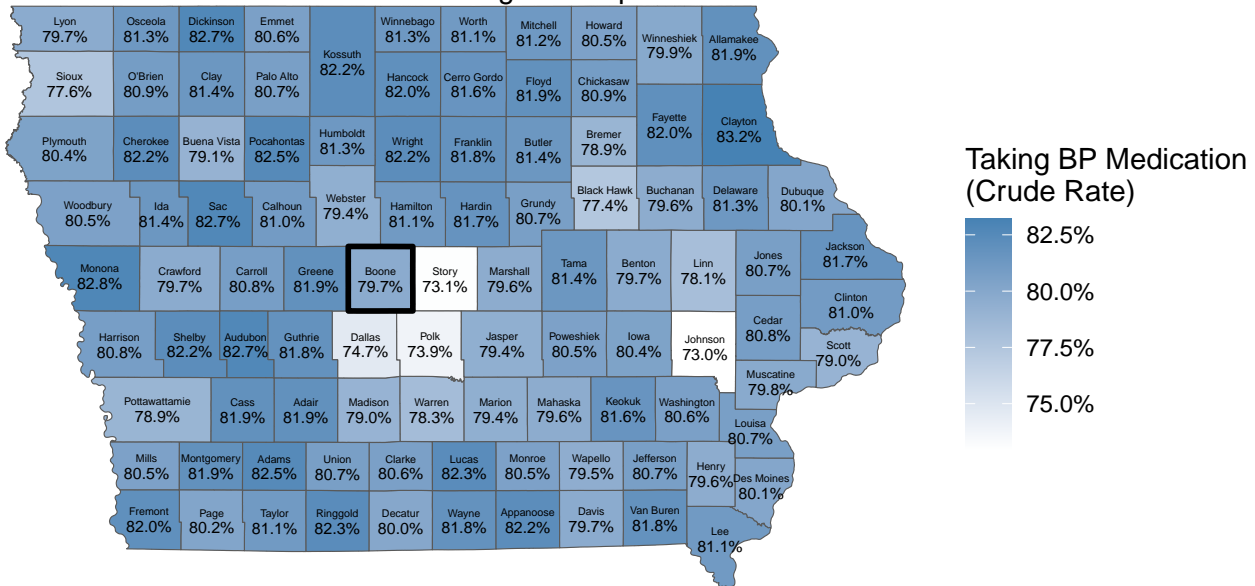 Lyon
79.7%
Osceola
81.3%
Dickinson
82.7%
Emmet
80.6%
Kossuth
82.2%
Winnebago
81.3%
Worth
81.1%
Mitchell
81.2%
Howard
80.5%
Winneshiek
79.9%
Allamakee
81.9%
Sioux
77.6%
O'Brien
80.9%
Clay
81.4%
Palo Alto
80.7%
Hancock
82.0%
Cerro Gordo
81.6%
Floyd
81.9%
Chickasaw
80.9%
Fayette
82.0%
Clayton
83.2%
Plymouth
80.4%
Cherokee
82.2%
Buena Vista
79.1%
Pocahontas
82.5%
Humboldt
81.3%
Wright
82.2%
Franklin
81.8%
Butler
81.4%
Bremer
78.9%
Woodbury
80.5%
Ida
81.4%
Sac
82.7%
Calhoun
81.0%
Webster
79.4%
Hamilton
81.1%
Hardin
81.7%
Grundy
80.7%
Black Hawk
77.4%
Buchanan
79.6%
Delaware
81.3%
Dubuque
80.1%
Monona
82.8%
Crawford
79.7%
Carroll
80.8%
Greene
81.9%
Boone
79.7%
Story
73.1%
Marshall
79.6%
Tama
81.4%
Benton
79.7%
Linn
78.1%
Jones
80.7%
Jackson
81.7%
Clinton
81.0%
Harrison
80.8%
Shelby
82.2%
Audubon
82.7%
Guthrie
81.8%
Dallas
74.7%
Polk
73.9%
Jasper
79.4%
Poweshiek
80.5%
Iowa
80.4%
Johnson
73.0%
Cedar
80.8%
Scott
79.0%
Muscatine
79.8%
Pottawattamie
78.9%
Cass
81.9%
Adair
81.9%
Madison
79.0%
Warren
78.3%
Marion
79.4%
Mahaska
79.6%
Keokuk
81.6%
Washington
80.6%
Louisa
80.7%
Mills
80.5%
Montgomery
81.9%
Adams
82.5%
Union
80.7%
Clarke
80.6%
Lucas
82.3%
Monroe
80.5%
Wapello
79.5%
Jefferson
80.7%
Henry
79.6%
Des Moines
80.1%
Fremont
82.0%
Page
80.2%
Taylor
81.1%
Ringgold
82.3%
Decatur
80.0%
Wayne
81.8%
Appanoose
82.2%
Davis
79.7%
Van Buren
81.8%
Lee
81.1%
Taking BP Medication
(Crude Rate)
82.5%
80.0%
77.5%
75.0%